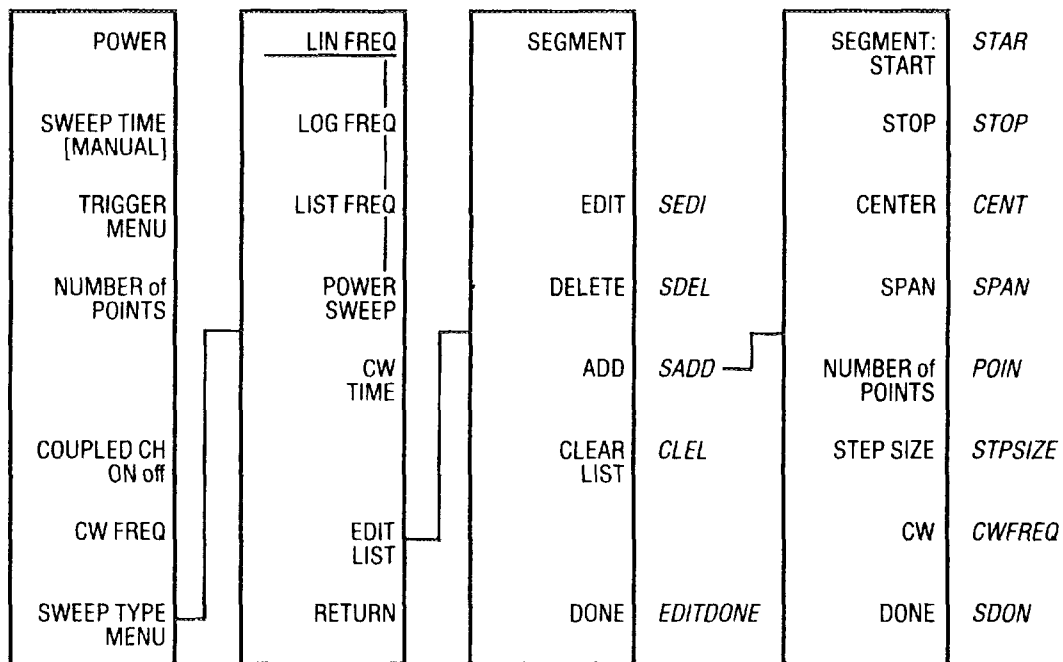 POWER
SWEEP TIME
[MANUAL]
TRIGGER
MENU
NUMBER of
POINTS
COUPLED CH
ON off
CW FREQ
SWEEP TYPE
MENU
LIN FREQ
LOG FREQ
LIST FREQ
POWER
SWEEP
CW
TIME
EDIT
LIST
RETURN
SEGMENT
EDIT SEDI
DELETE SDEL
ADD SADD
CLEAR CLEL
LIST
DONE EDITDONE
SEGMENT: STAR
START
STOP STOP
CENTER CENT
SPAN SPAN
NUMBER of POIN
POINTS
STEP SIZE STPSIZE
CW CWFREQ
DONE SDON